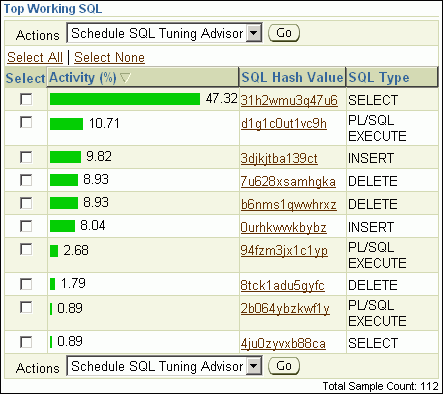 Top Working SQL
Actions Schedule SQL Tuning Advisor Go
Select All | Select None
Select Activity (%) SQL Hash Value SQL Type
47.32 31h2wmu3q47u6 SELECT
10.71 d1g1c0ut1vc9h PL/SQL EXECUTE
9.82 3djkjtba139ct INSERT
8.93 7u628xsamhgka DELETE
8.93 b6nms1qwwhrxz DELETE
8.04 0urhkwvkbybz INSERT
2.68 94fzm3jx1c1yp PL/SQL EXECUTE
1.79 8tck1adu5gyfc DELETE
0.89 2b064ybzkwf1y PL/SQL EXECUTE
0.89 4ju0zyvxb88ca SELECT
Actions Schedule SQL Tuning Advisor Go
Total Sample Count: 112